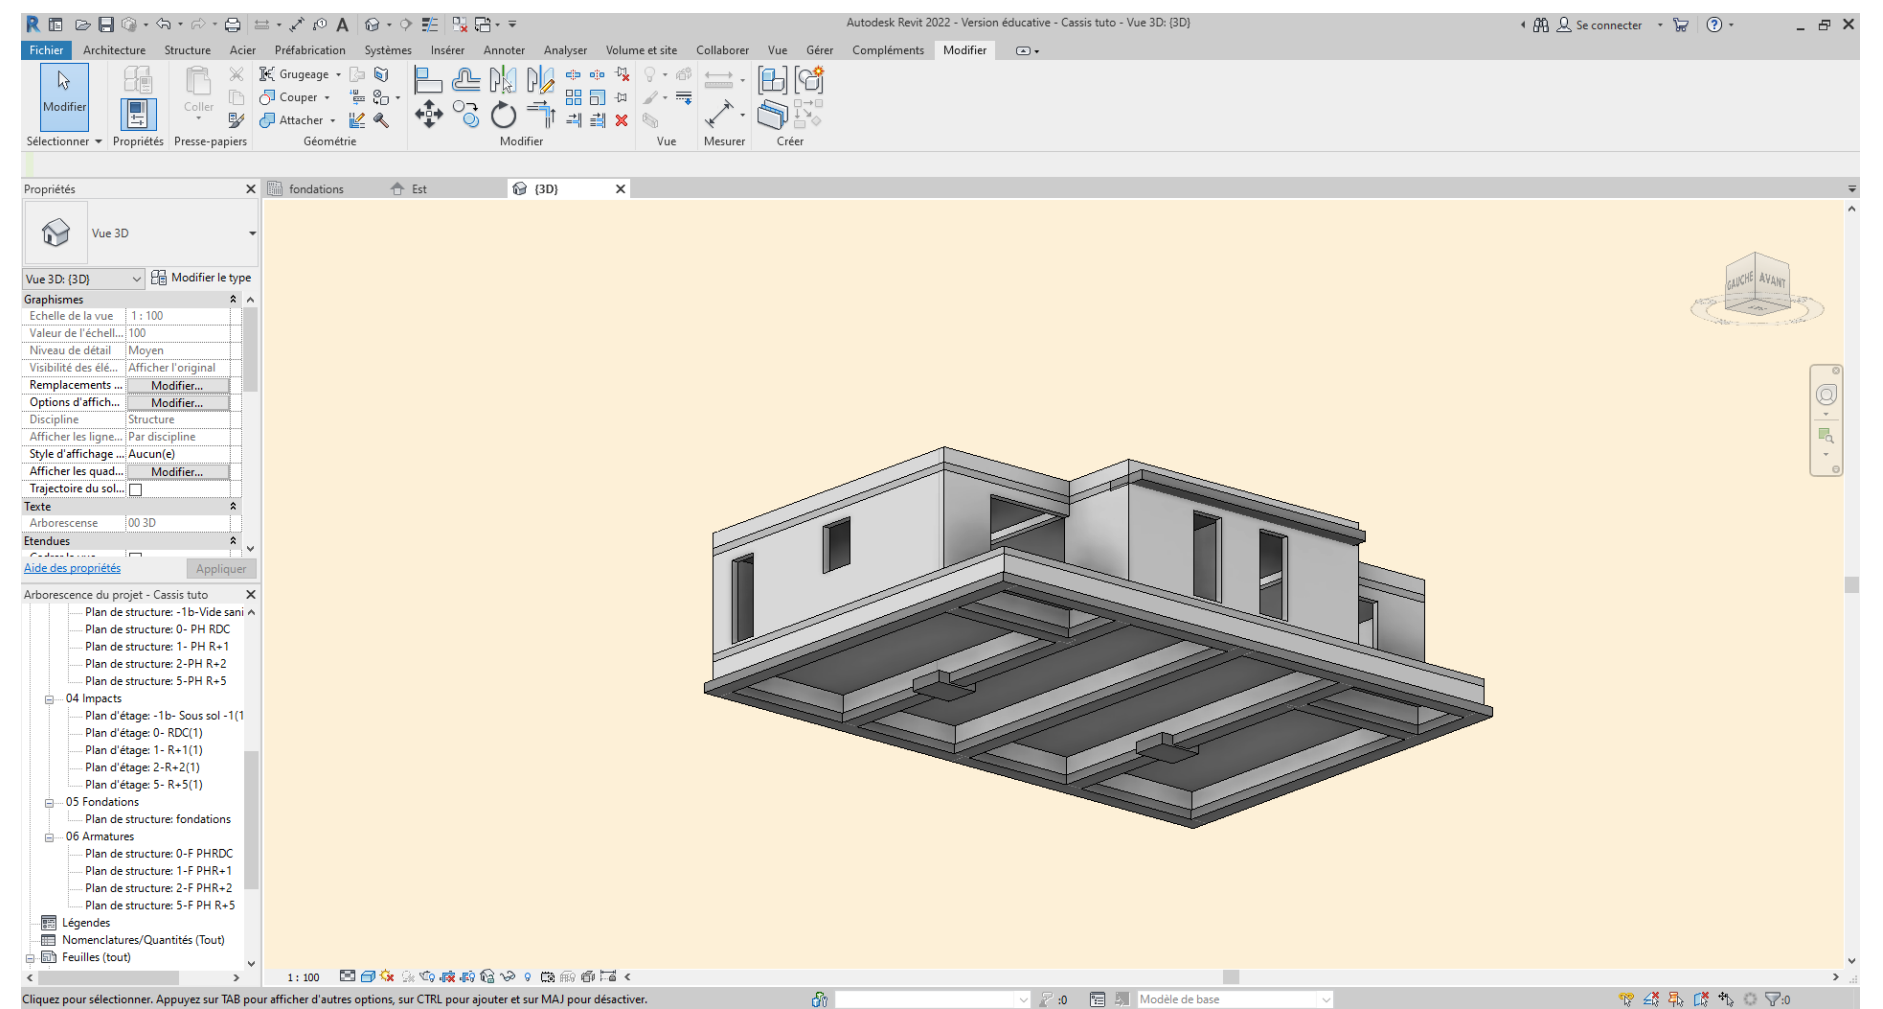 Autodesk Revit 2022 - Version éducative - Cassis tuto - Vue 3D: {3D}
Se connecter
Fichier Architecture Structure Acier Préfabrication Systèmes Insérer Annoter Analyser Volume et site Collaborer Vue Gérer Compléments Modifier
Modifier
Coller
Grugeage
Couper
Attacher
Sélectionner Propriétés Presse-papiers Géométrie Modifier Vue Mesurer Créer
Propriétés
fondations Est {3D}
Vue 3D
Vue 3D: {3D} Modifier le type
Graphismes
Echelle de la vue 1 : 100
Valeur de l'échell... 100
Niveau de détail Moyen
Visibilité des élé... Afficher l'original
Remplacements ... Modifier...
Options d'affich... Modifier...
Discipline Structure
Afficher les ligne... Par discipline
Style d'affichage ... Aucun(e)
Afficher les quad... Modifier...
Trajectoire du sol...
Texte
Arborescense 00 3D
Etendues
Aide des propriétés Appliquer
Arborescence du projet - Cassis tuto
Plan de structure: -1b-Vide sani
Plan de structure: 0- PH RDC
Plan de structure: 1- PH R+1
Plan de structure: 2-PH R+2
Plan de structure: 5-PH R+5
04 Impacts
Plan d'étage: -1b- Sous sol -1(1
Plan d'étage: 0- RDC(1)
Plan d'étage: 1- R+1(1)
Plan d'étage: 2-R+2(1)
Plan d'étage: 5- R+5(1)
05 Fondations
Plan de structure: fondations
06 Armatures
Plan de structure: 0-F PHRDC
Plan de structure: 1-F PHR+1
Plan de structure: 2-F PHR+2
Plan de structure: 5-F PH R+5
Légendes
Nomenclatures/Quantités (Tout)
Feuilles (tout)
GAUCHE AVANT
1 : 100
Cliquez pour sélectionner. Appuyez sur TAB pour afficher d'autres options, sur CTRL pour ajouter et sur MAJ pour désactiver.
:0 Modèle de base :0